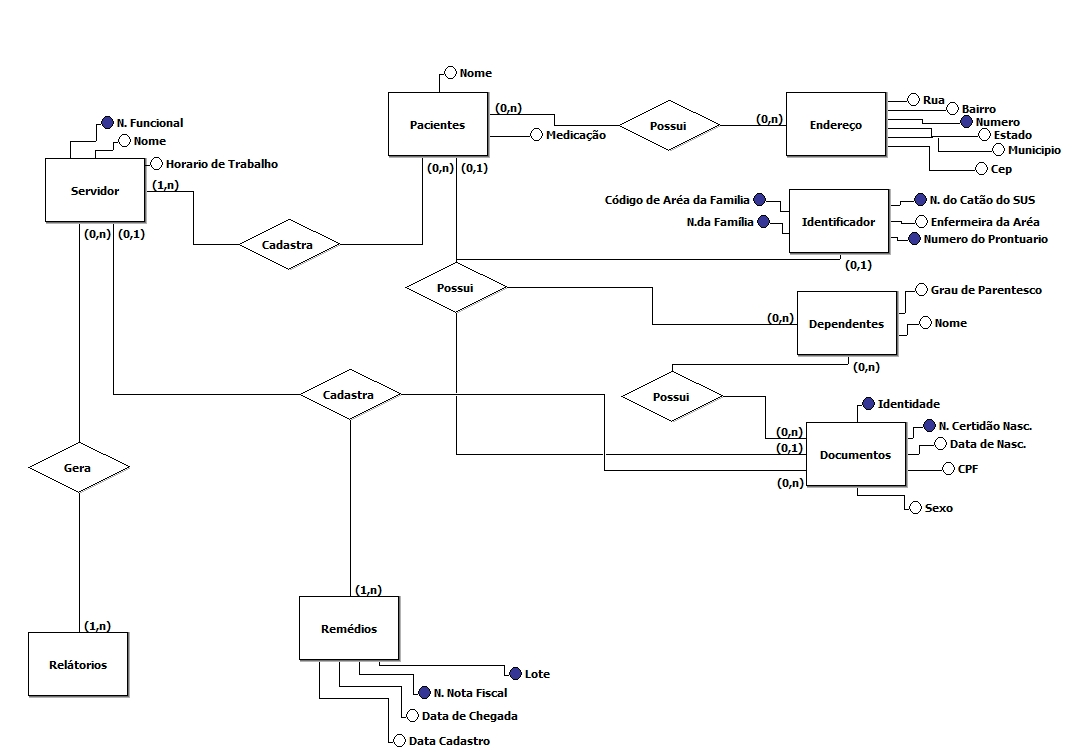 Nome
Pacientes
(0,n)
Medicação
Possui
(0,n)
Endereço
Rua
Bairro
Numero
Estado
Municipio
Cep
N. Funcional
Nome
Horario de Trabalho
Servidor
(1,n)
(0,n)
(0,1)
(0,n)
(0,1)
Cadastra
Código de Aréa da Familia
N.da Família
Identificador
N. do Catão do SUS
Enfermeira da Aréa
Numero do Prontuario
(0,1)
Possui
(0,n)
Dependentes
Grau de Parentesco
Nome
(0,n)
Cadastra
Possui
Identidade
(0,n)
(0,1)
(0,n)
Documentos
N. Certidão Nasc.
Data de Nasc.
CPF
Sexo
Gera
(1,n)
Relátorios
(1,n)
Remédios
Lote
N. Nota Fiscal
Data de Chegada
Data Cadastro